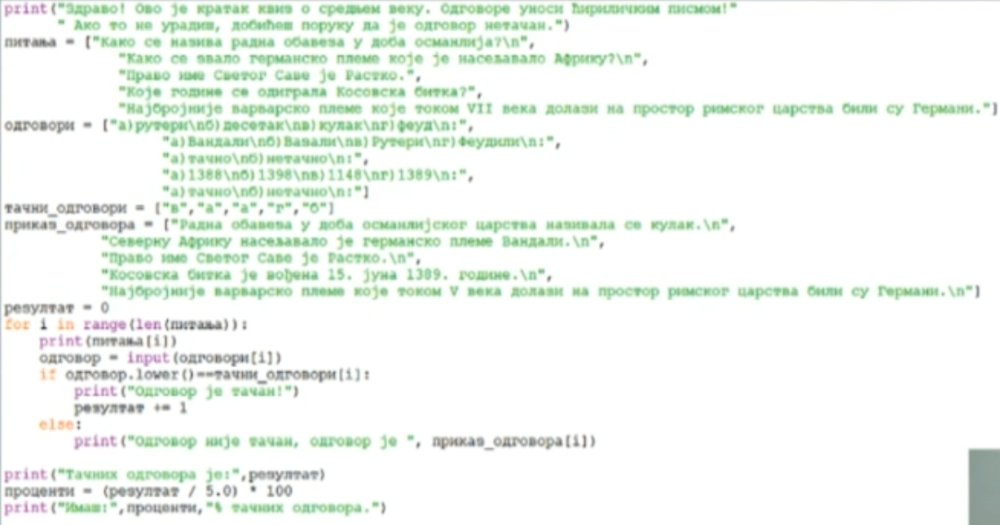 print("Здраво! Ово је кратак квиз о средњем веку. Одговоре уноси ћириличким писмом!"
" Ако то не урадиш, добићеш поруку да је одговор нетачан.")
питања = ["Како се назива радна обавеза у доба османлија?\n",
"Како се звало германско племе које је насељавало Африку?\n",
"Право име Светог Саве је Растко.",
"Које године се одиграла Косовска битка?",
"Најбројније варварско племе које током VII века долази на простор римског царства били су Германи."]
одговори = ["а)рутери\nб)десетак\nв)кулак\nг)феуд\n:",
"а)Вандали\nб)Вазали\nв)Рутери\nг)Феудили\n:",
"а)тачно\nб)нетачно\n:",
"а)1388\nб)1398\nв)1148\nг)1389\n:",
"а)тачно\nб)нетачно\n:"]
тачни_одговори = ["в","а","а","г","б"]
приказ_одговора = ["Радна обавеза у доба османлијског царства називала се кулак.\n",
"Северну Африку насељавало је германско племе Вандали.\n",
"Право име Светог Саве је Растко.\n",
"Косовска битка је вођена 15. јуна 1389. године.\n",
"Најбројније варварско племе које током V века долази на простор римског царства били су Германи.\n"]
резултат = 0
for i in range(len(питања)):
print(питања[i])
одговор = input(одговори[i])
if одговор.lower()==тачни_одговори[i]:
print("Одговор је тачан!")
резултат += 1
else:
print("Одговор није тачан, одговор је ", приказ_одговора[i])
print("Тачних одговора је:",резултат)
проценти = (резултат / 5.0) * 100
print("Имаш:",проценти,"% тачних одговора.")